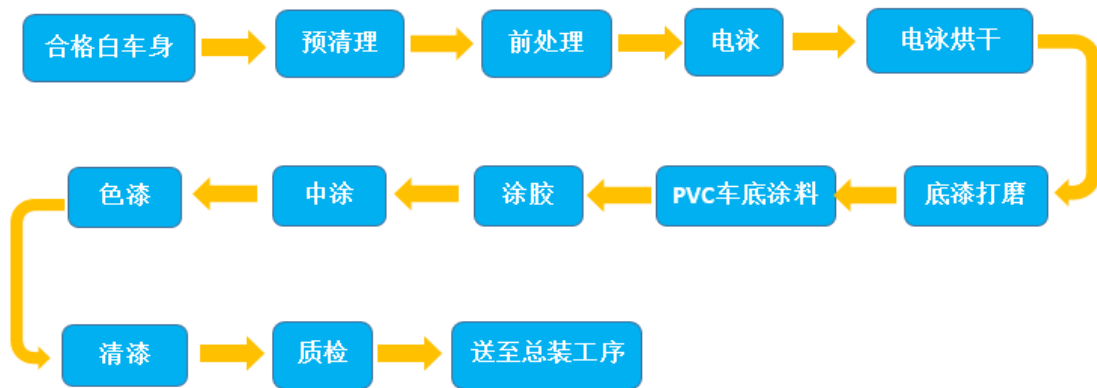 合格白车身
预清理
前处理
电泳
电泳烘干
底漆打磨
PVC车底涂料
涂胶
中涂
色漆
清漆
质检
送至总装工序